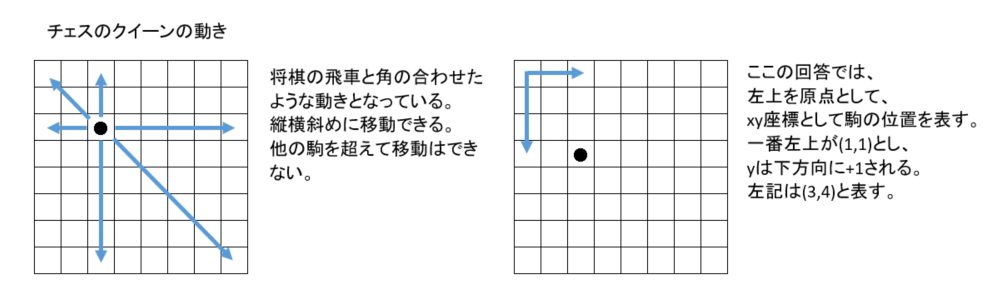 チェスのクイーンの動き
将棋の飛車と角の合わせた
ような動きとなっている。
縦横斜めに移動できる。
他の駒を超えて移動はでき
ない。
ここの回答では、
左上を原点として、
xy座標として駒の位置を表す。
一番左上が(1,1)とし、
yは下方向に+1される。
左記は(3,4)と表す。